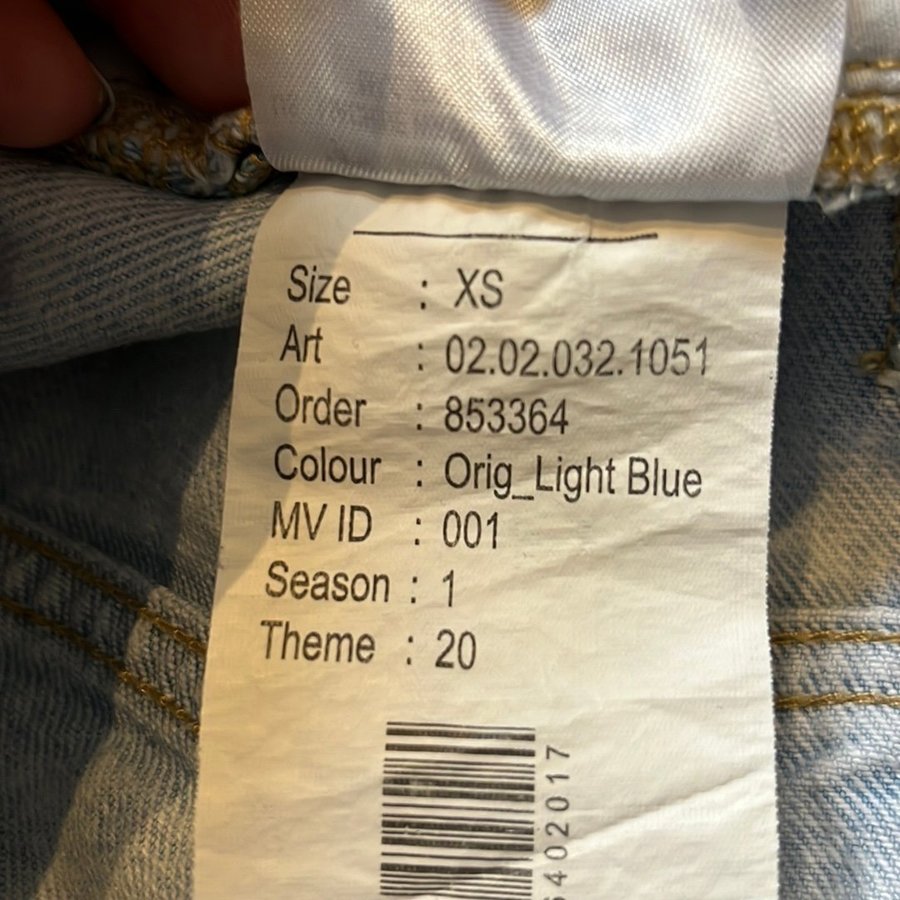 Size : XS
Art : 02.02.032.1051
Order : 853364
Colour : Orig_Light Blue
MV ID : 001
Season : 1
Theme : 20
402017